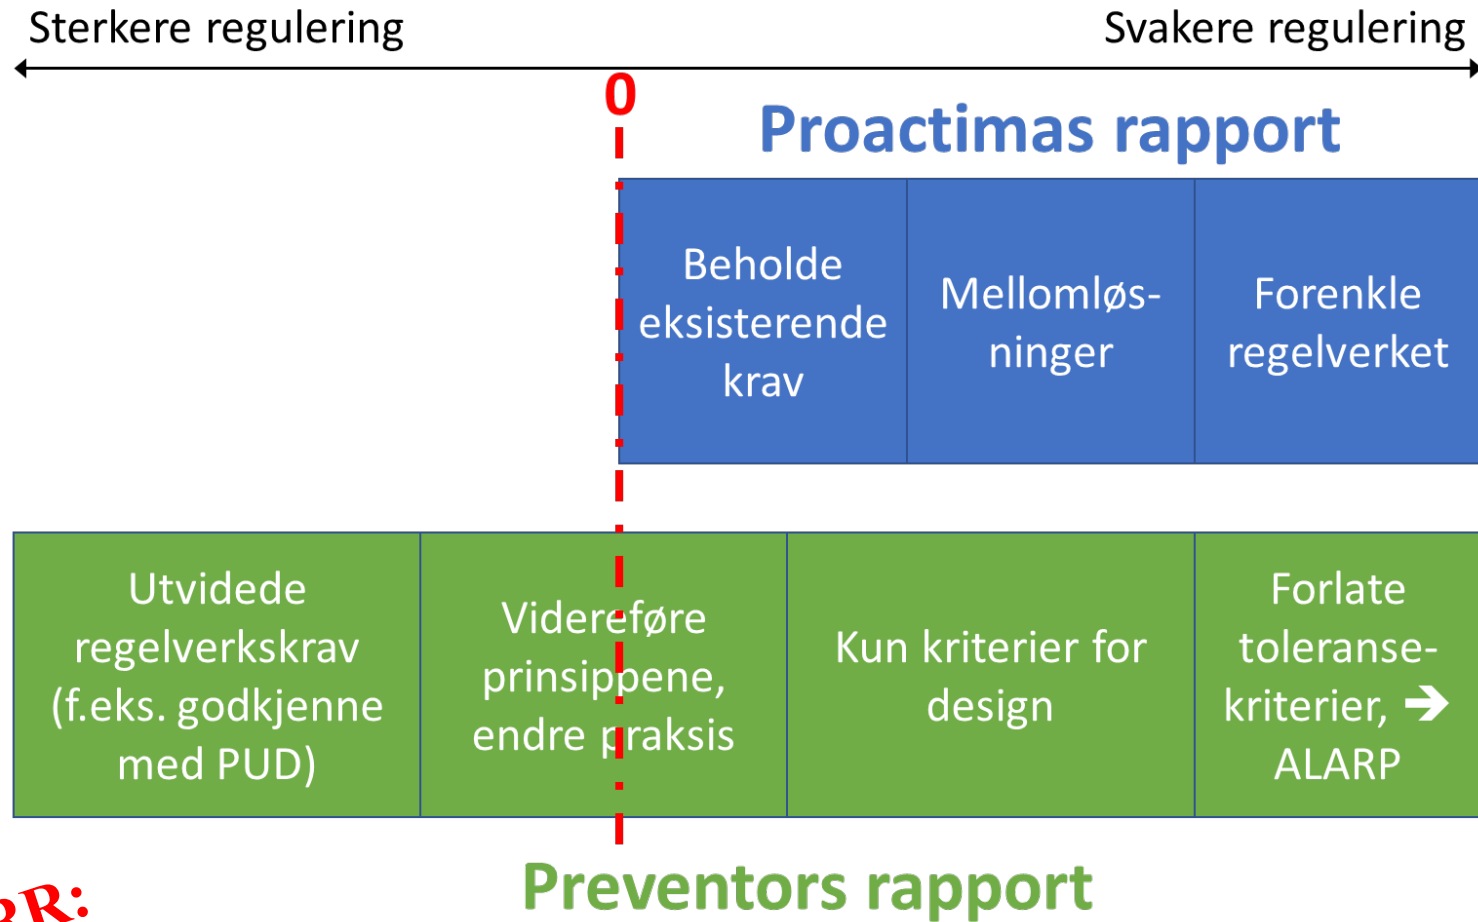 Sterkere regulering
Svakere regulering
0
Proactimas rapport
Beholde
eksisterende
krav
Mellomløs-
ninger
Forenkle
regelverket
Utvidede
regelverkskrav
(f.eks. godkjenne
med PUD)
Videreføre
prinsippene,
endre praksis
Kun kriterier for
design
Forlate
toleranse-
kriterier, ➔
ALARP
Preventors rapport